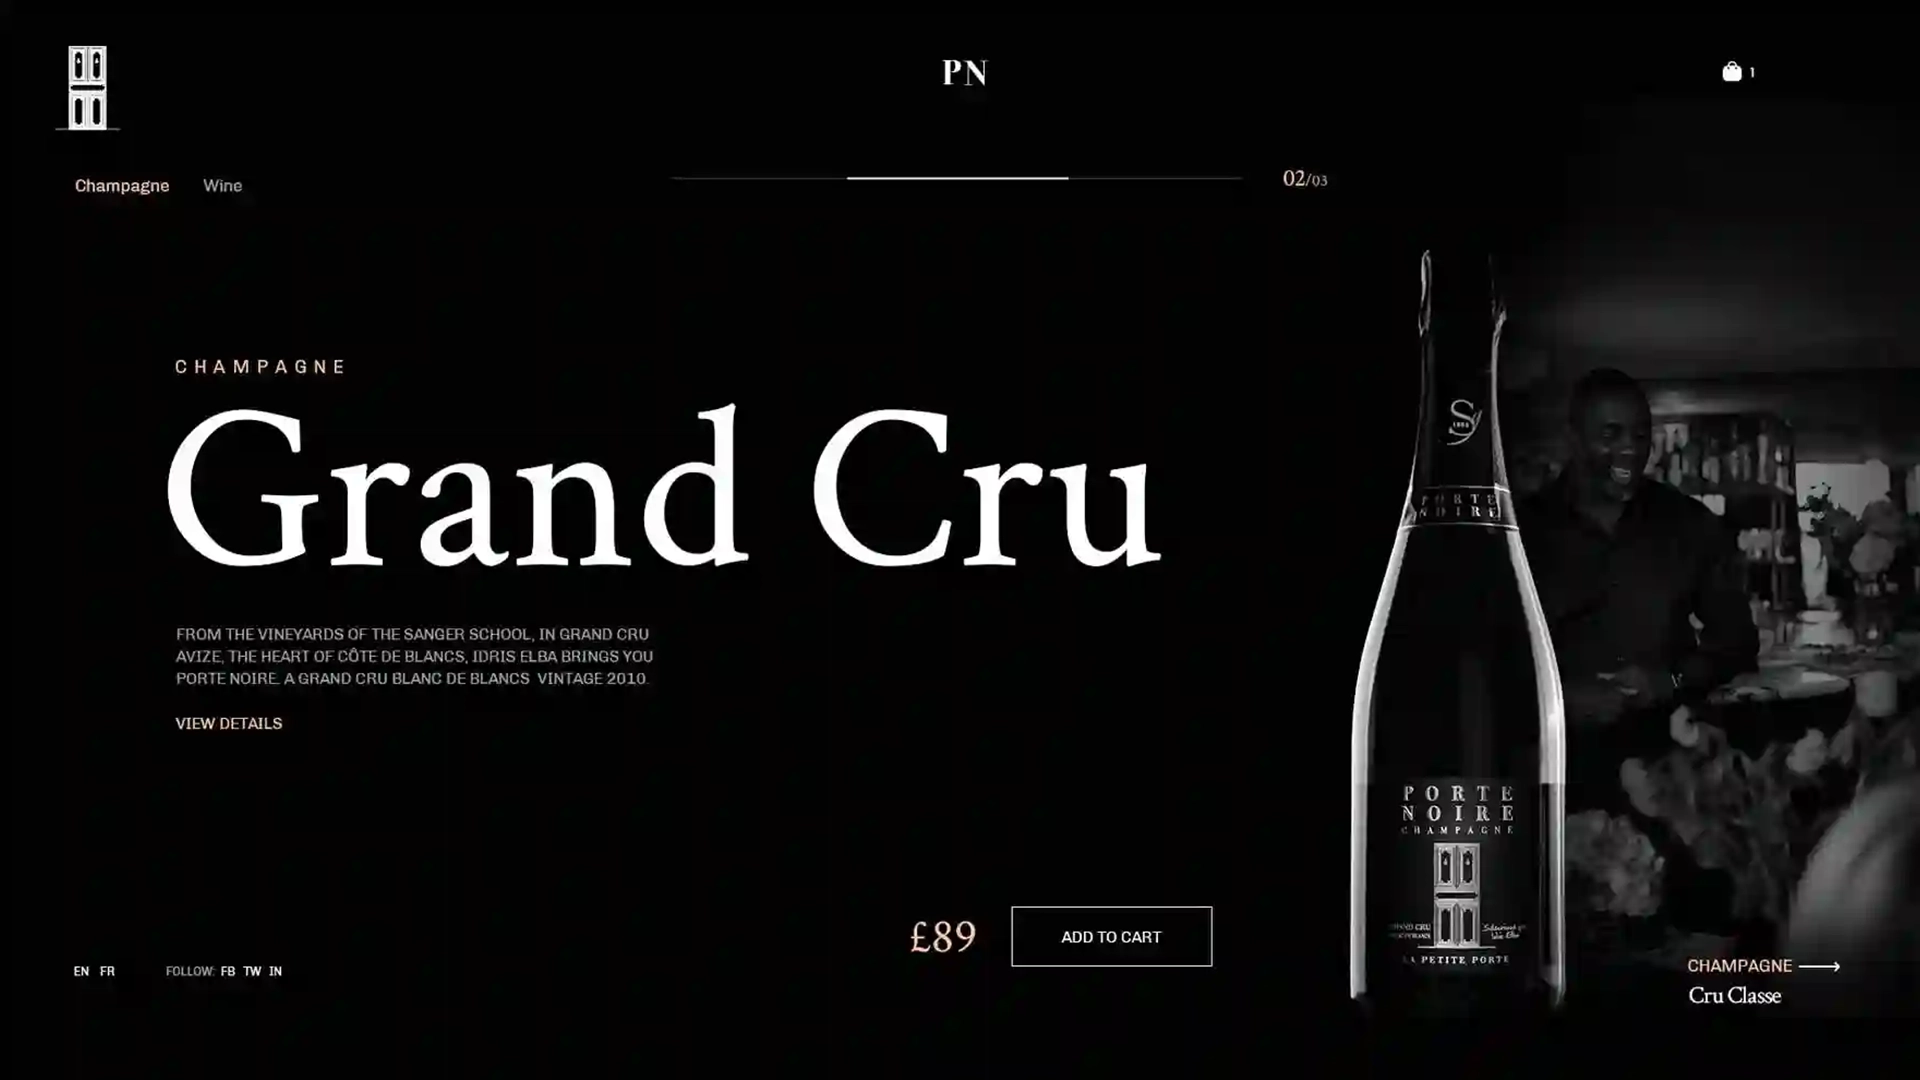 PN
1
Champagne Wine
02/03
CHAMPAGNE
Grand Cru
FROM THE VINEYARDS OF THE SANGER SCHOOL, IN GRAND CRU
AVIZE, THE HEART OF CÔTE DE BLANCS, IDRIS ELBA BRINGS YOU
PORTE NOIRE. A GRAND CRU BLANC DE BLANCS VINTAGE 2010.
VIEW DETAILS
£89
ADD TO CART
EN FR
FOLLOW: FB TW IN
S
PORTE
NOIRE
PORTE
NOIRE
CHAMPAGNE
GRAND CRU
LA PETITE PORTE
CHAMPAGNE
Cru Classe